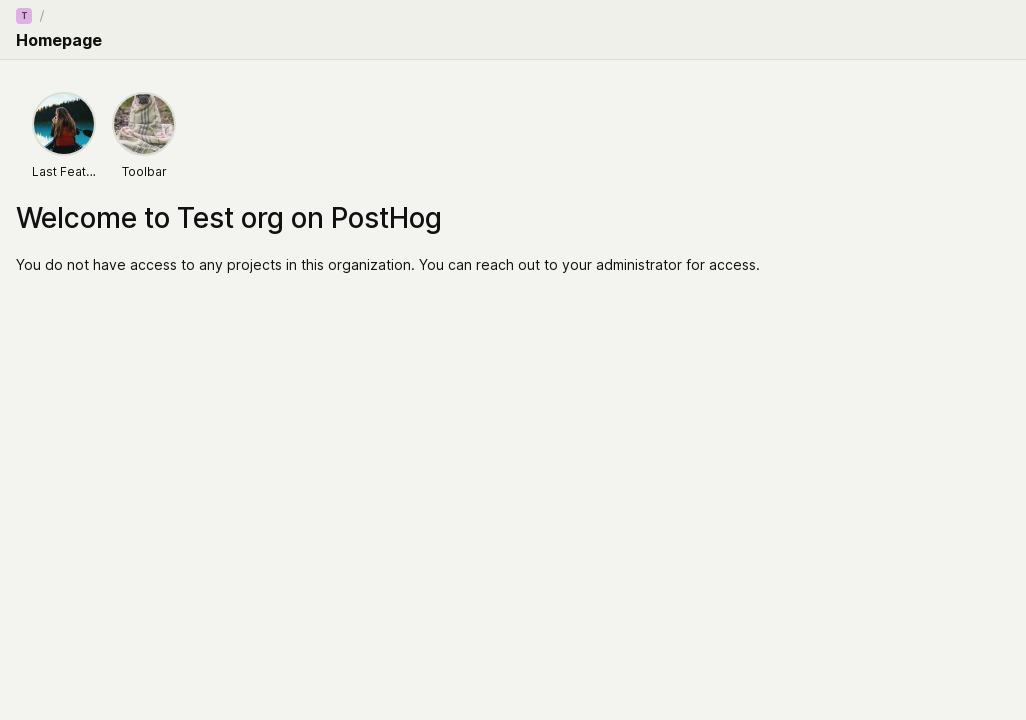 T /
Homepage
Last Feat... Toolbar
Welcome to Test org on PostHog
You do not have access to any projects in this organization. You can reach out to your administrator for access.